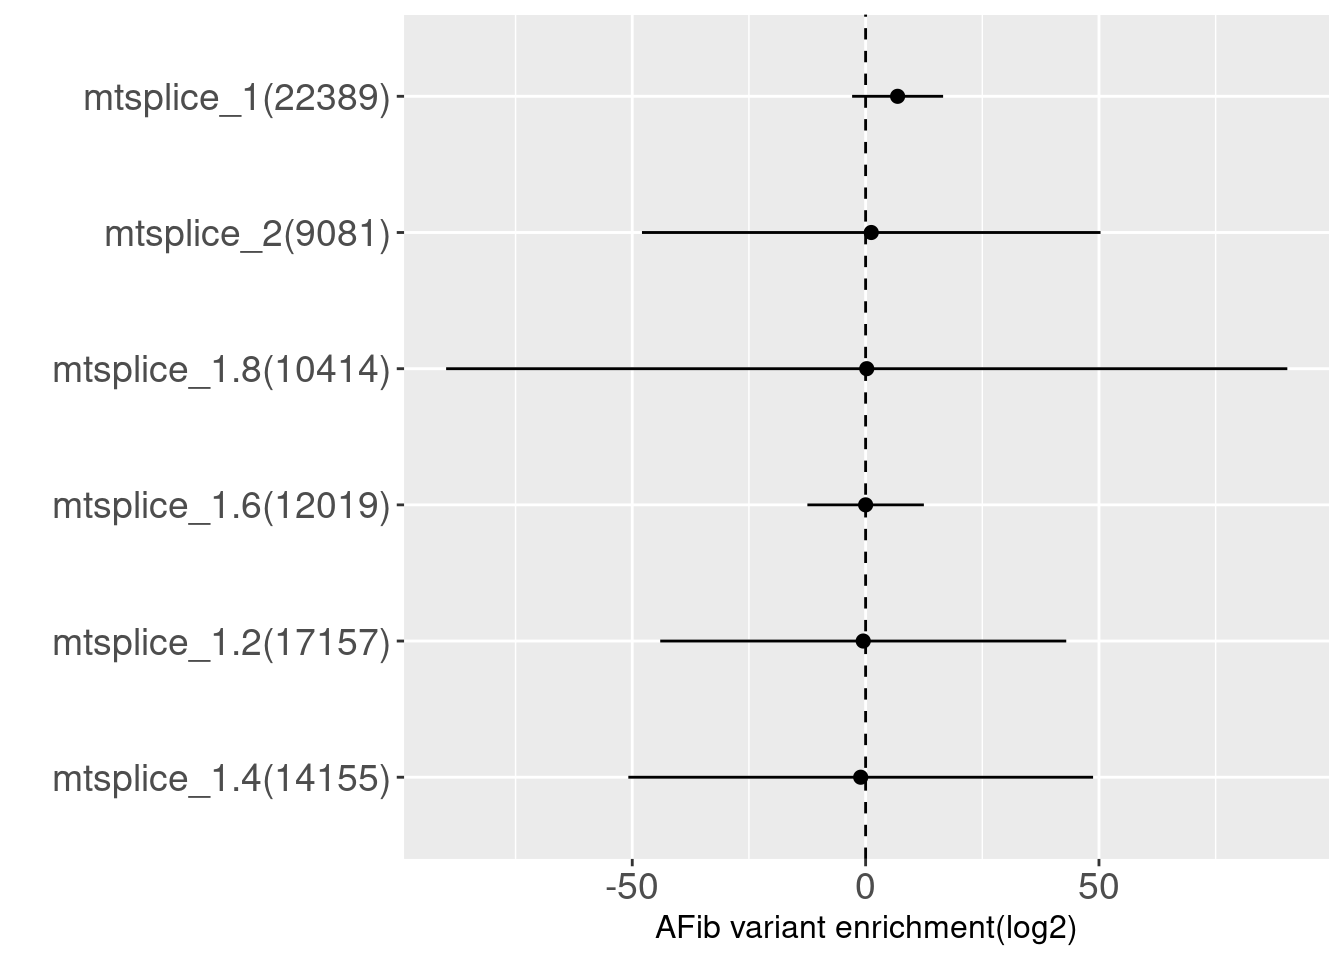 mtsplice_1(22389)
mtsplice_2(9081)
mtsplice_1.8(10414)
mtsplice_1.6(12019)
mtsplice_1.2(17157)
mtsplice_1.4(14155)
-50 0 50
AFib variant enrichment(log2)